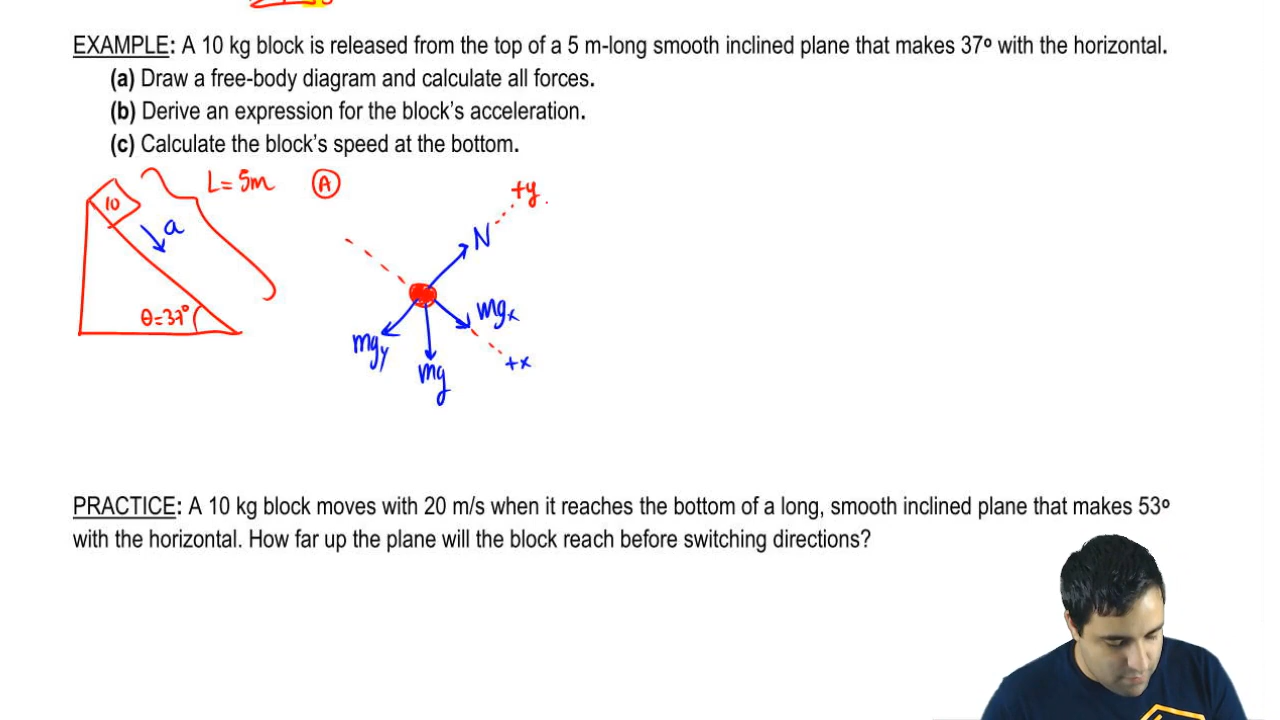 EXAMPLE: A 10 kg block is released from the top of a 5 m-long smooth inclined plane that makes 37º with the horizontal.
(a) Draw a free-body diagram and calculate all forces.
(b) Derive an expression for the block's acceleration.
(c) Calculate the block's speed at the bottom.
L= 5m
A
+y
10
a
N
θ=37°
mgx
mgy
mg
+x
PRACTICE: A 10 kg block moves with 20 m/s when it reaches the bottom of a long, smooth inclined plane that makes 53º
with the horizontal. How far up the plane will the block reach before switching directions?